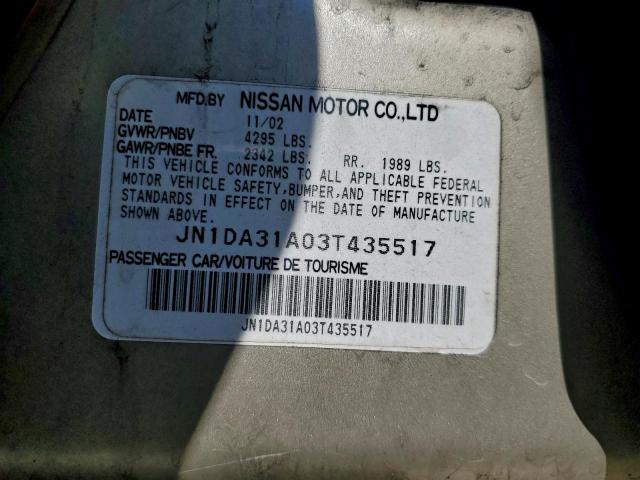 MFD.BY NISSAN MOTOR CO.,LTD
DATE 11/02
GVWR/PNBV 4295 LBS.
GAWR/PNBE FR. 2342 LBS. RR. 1989 LBS.
THIS VEHICLE CONFORMS TO ALL APPLICABLE FEDERAL
MOTOR VEHICLE SAFETY,BUMPER,AND THEFT PREVENTION
STANDARDS IN EFFECT ON THE DATE OF MANUFACTURE
SHOWN ABOVE.
JN1DA31A03T435517
PASSENGER CAR/VOITURE DE TOURISME
JN1DA31A03T435517